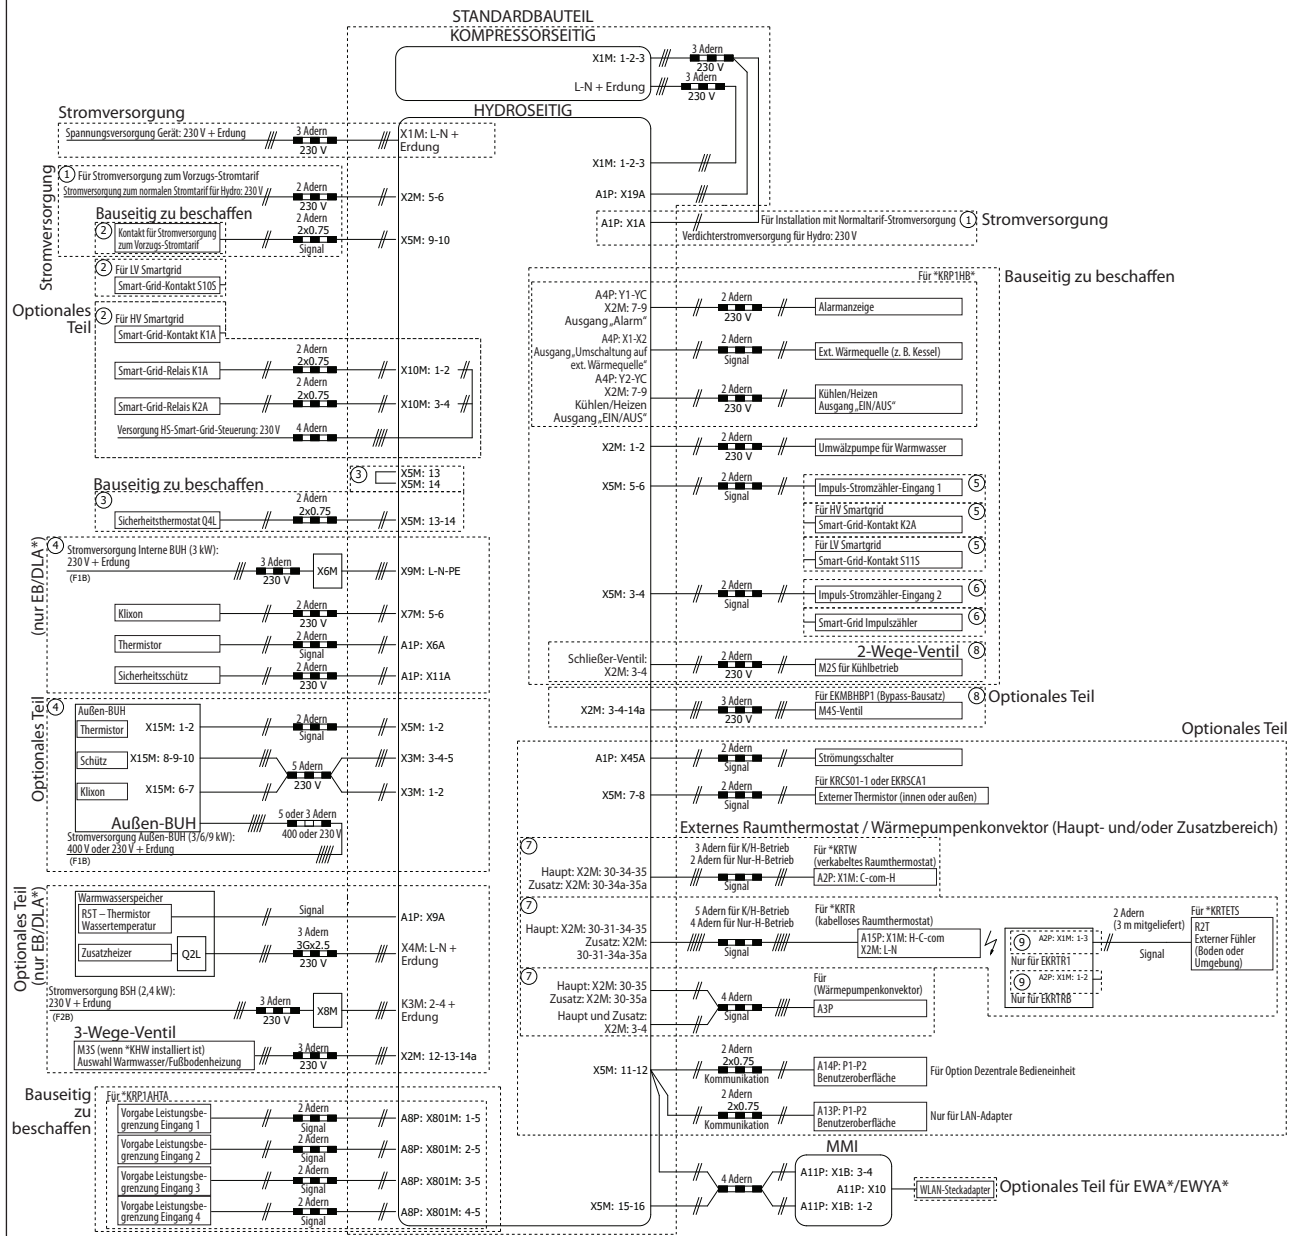 STANDARDBAUTEIL
KOMPRESSORSEITIG
X1M: 1-2-3
3 Adern
230 V
L-N + Erdung
3 Adern
230 V
HYDROSEITIG
Stromversorgung
Spannungsversorgung Gerät: 230 V + Erdung
3 Adern
230 V
X1M: L-N +
Erdung
X1M: 1-2-3
A1P: X19A
Stromversorgung
1 Für Stromversorgung zum Vorzugs-Stromtarif
Stromversorgung zum normalen Stromtarif für Hydro: 230 V
2 Adern
230 V
X2M: 5-6
Bauseitig zu beschaffen
2 Kontakt für Stromversorgung
zum Vorzugs-Stromtarif
2 Adern
2x0.75
Signal
X5M: 9-10
A1P: X1A
Für Installation mit Normaltarif-Stromversorgung 1
Verdichterstromversorgung für Hydro: 230 V
Stromversorgung
2 Für LV Smartgrid
Smart-Grid-Kontakt S10S
Optionales
Teil
2 Für HV Smartgrid
Smart-Grid-Kontakt K1A
Smart-Grid-Relais K1A
2 Adern
2x0.75
X10M: 1-2
Smart-Grid-Relais K2A
2 Adern
2x0.75
X10M: 3-4
Versorgung HS-Smart-Grid-Steuerung: 230 V
4 Adern
3
X5M: 13
X5M: 14
Bauseitig zu beschaffen
3
Sicherheitsthermostat Q4L
2 Adern
2x0.75
X5M: 13-14
(nur EB/DLA*)
4 Stromversorgung Interne BUH (3 kW):
230 V + Erdung
(F1B)
3 Adern
230 V
X6M
X9M: L-N-PE
Klixon
2 Adern
230 V
X7M: 5-6
Thermistor
2 Adern
Signal
A1P: X6A
Sicherheitsschütz
2 Adern
230 V
A1P: X11A
Optionales Teil
4
Außen-BUH
Thermistor
X15M: 1-2
2 Adern
Signal
X5M: 1-2
Schütz
X15M: 8-9-10
5 Adern
230 V
X3M: 3-4-5
Klixon
X15M: 6-7
X3M: 1-2
Außen-BUH
5 oder 3 Adern
400 oder 230 V
Stromversorgung Außen-BUH (3/6/9 kW):
400 V oder 230 V + Erdung
(F1B)
Optionales Teil
(nur EB/DLA*)
Warmwasserspeicher
R5T – Thermistor
Wassertemperatur
Signal
A1P: X9A
Zusatzheizer
Q2L
3 Adern
3Gx2.5
230 V
X4M: L-N +
Erdung
Stromversorgung BSH (2,4 kW):
230 V + Erdung
(F2B)
3 Adern
230 V
X8M
K3M: 2-4 +
Erdung
3-Wege-Ventil
M3S (wenn *KHW installiert ist)
Auswahl Warmwasser/Fußbodenheizung
3 Adern
230 V
X2M: 12-13-14a
Bauseitig
zu
beschaffen
Für *KRP1AHTA
Vorgabe Leistungsbe-
grenzung Eingang 1
2 Adern
Signal
A8P: X801M: 1-5
Vorgabe Leistungsbe-
grenzung Eingang 2
2 Adern
Signal
A8P: X801M: 2-5
Vorgabe Leistungsbe-
grenzung Eingang 3
2 Adern
Signal
A8P: X801M: 3-5
Vorgabe Leistungsbe-
grenzung Eingang 4
2 Adern
Signal
A8P: X801M: 4-5
Für *KRP1HB*
Bauseitig zu beschaffen
A4P: Y1-YC
X2M: 7-9
Ausgang „Alarm“
2 Adern
230 V
Alarmanzeige
A4P: X1-X2
Ausgang „Umschaltung auf
ext. Wärmequelle“
2 Adern
Signal
Ext. Wärmequelle (z. B. Kessel)
A4P: Y2-YC
X2M: 7-9
Kühlen/Heizen
Ausgang „EIN/AUS“
2 Adern
230 V
Kühlen/Heizen
Ausgang „EIN/AUS“
X2M: 1-2
2 Adern
230 V
Umwälzpumpe für Warmwasser
X5M: 5-6
2 Adern
Signal
Impuls-Stromzähler-Eingang 1
5
Für HV Smartgrid
Smart-Grid-Kontakt K2A
5
Für LV Smartgrid
Smart-Grid-Kontakt S11S
5
X5M: 3-4
2 Adern
Signal
Impuls-Stromzähler-Eingang 2
6
Smart-Grid Impulszähler
6
2-Wege-Ventil 8
Schließer-Ventil:
X2M: 3-4
2 Adern
230 V
M2S für Kühlbetrieb
X2M: 3-4-14a
3 Adern
230 V
Für EKMBHBP1 (Bypass-Bausatz)
M4S-Ventil
8 Optionales Teil
Optionales Teil
A1P: X45A
2 Adern
Signal
Strömungsschalter
X5M: 7-8
2 Adern
Signal
Für KRCS01-1 oder EKRSCA1
Externer Thermistor (innen oder außen)
Externes Raumthermostat / Wärmepumpenkonvektor (Haupt- und/oder Zusatzbereich)
7
Haupt: X2M: 30-34-35
Zusatz: X2M: 30-34a-35a
3 Adern für K/H-Betrieb
2 Adern für Nur-H-Betrieb
Signal
Für *KRTW
(verkabeltes Raumthermostat)
A2P: X1M: C-com-H
7
Haupt: X2M: 30-34-35
Zusatz: X2M:
30-31-34a-35a
5 Adern für K/H-Betrieb
4 Adern für Nur-H-Betrieb
Signal
Für *KRTR
(kabelloses Raumthermostat)
A15P: X1M: H-C-com
X2M: L-N
9 A2P: X1M: 1-3
Nur für EKRTR1
9 A2P: X1M: 1-2
Nur für EKRTRB
2 Adern
(3 m mitgeliefert)
Signal
Für *KRTETS
R2T
Externer Fühler
(Boden oder
Umgebung)
7
Haupt: X2M: 30-35
Zusatz: X2M: 30-35a
Haupt und Zusatz:
X2M: 3-4
4 Adern
Signal
Für
(Wärmepumpenkonvektor)
A3P
X5M: 11-12
2 Adern
2x0.75
Kommunikation
A14P: P1-P2
Benutzeroberfläche
Für Option Dezentrale Bedieneinheit
2 Adern
2x0.75
Kommunikation
A13P: P1-P2
Benutzeroberfläche
Nur für LAN-Adapter
MMI
4 Adern
A11P: X1B: 3-4
A11P: X10
X5M: 15-16
A11P: X1B: 1-2
WLAN-Steckadapter
Optionales Teil für EWA*/EWYA*